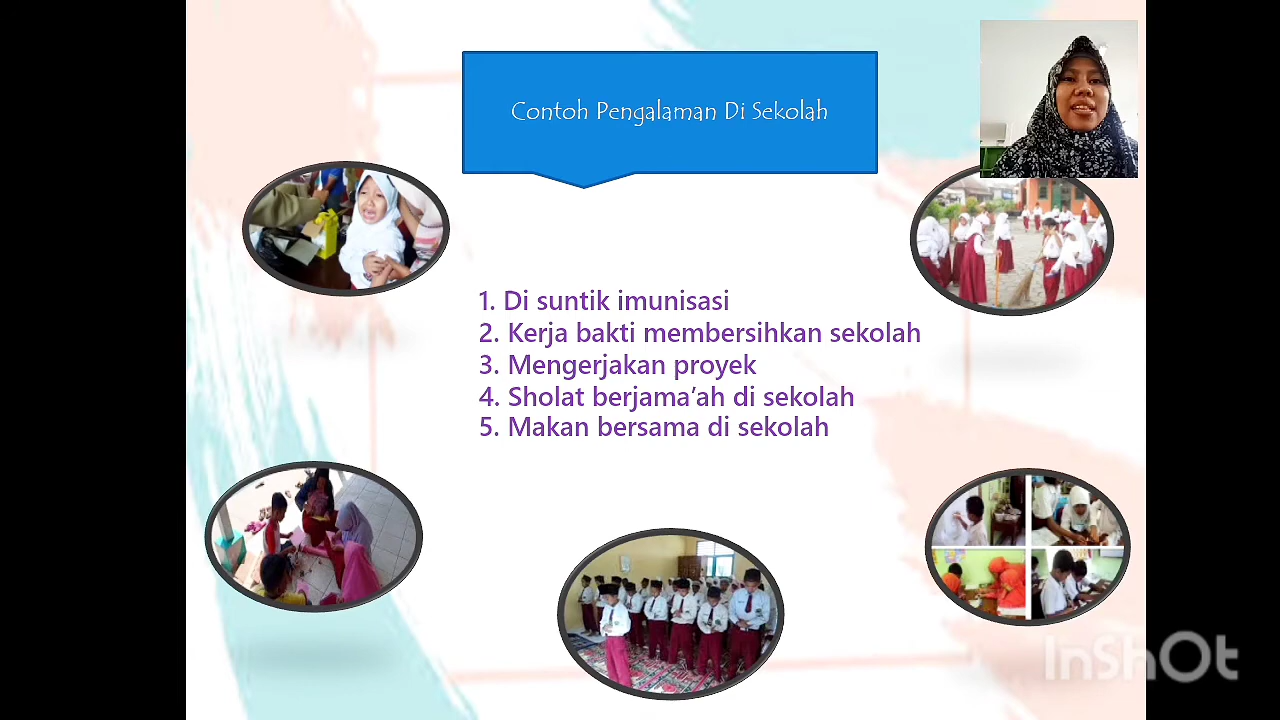 Contoh Pengalaman Di Sekolah
1. Di suntik imunisasi
2. Kerja bakti membersihkan sekolah
3. Mengerjakan proyek
4. Sholat berjama’ah di sekolah
5. Makan bersama di sekolah
InShOt